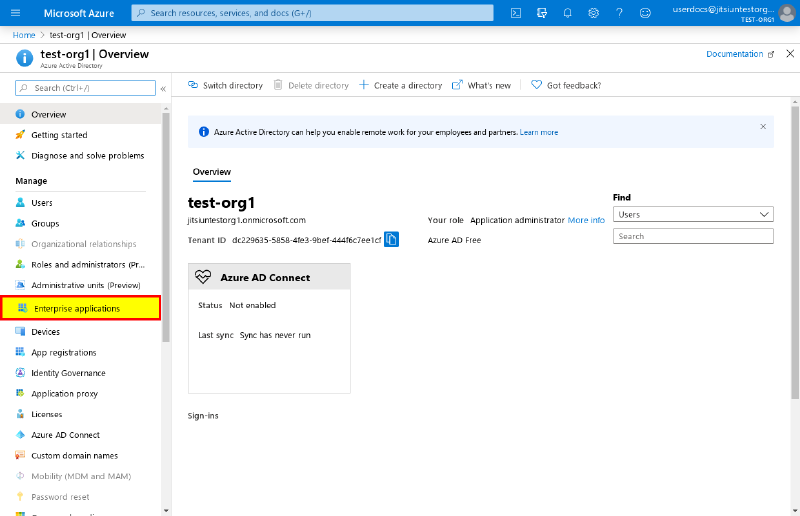 Microsoft Azure
Search resources, services, and docs (G+/)
userdocs@jitsiuntestorg...
TEST-ORG1
Home > test-org1 | Overview
test-org1 | Overview
Azure Active Directory
Documentation
Search (Ctrl+/)
Switch directory
Delete directory
Create a directory
What's new
Got feedback?
Overview
Getting started
Diagnose and solve problems
Manage
Users
Groups
Organizational relationships
Roles and administrators (Pr...
Administrative units (Preview)
Enterprise applications
Devices
App registrations
Identity Governance
Application proxy
Licenses
Azure AD Connect
Custom domain names
Mobility (MDM and MAM)
Password reset
Azure Active Directory can help you enable remote work for your employees and partners. Learn more
Overview
test-org1
jitsiuntestorg1.onmicrosoft.com
Tenant ID dc229635-5858-4fe3-9bef-444f6c7ee1cf
Your role Application administrator More info
Azure AD Free
Find
Users
Search
Azure AD Connect
Status Not enabled
Last sync Sync has never run
Sign-ins